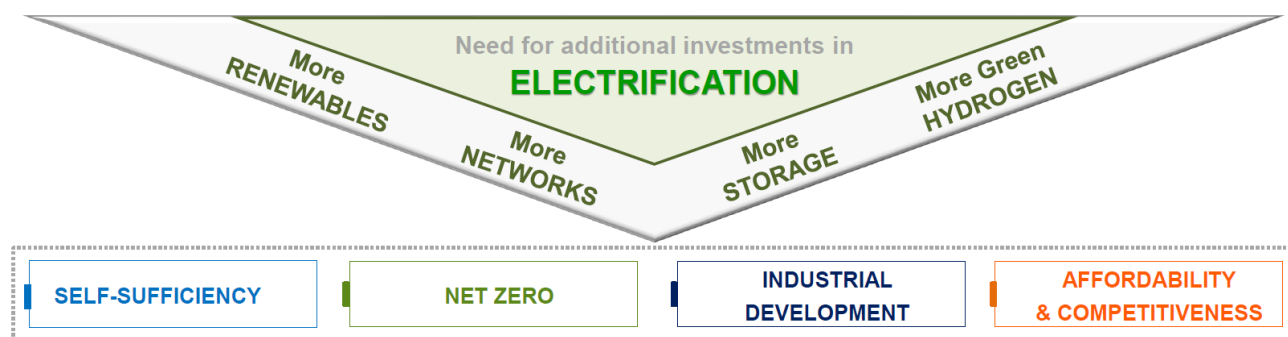 Need for additional investments in
ELECTRIFICATION
More
RENEWABLES
More
NETWORKS
More
STORAGE
More Green
HYDROGEN
SELF-SUFFICIENCY
NET ZERO
INDUSTRIAL
DEVELOPMENT
AFFORDABILITY
& COMPETITIVENESS